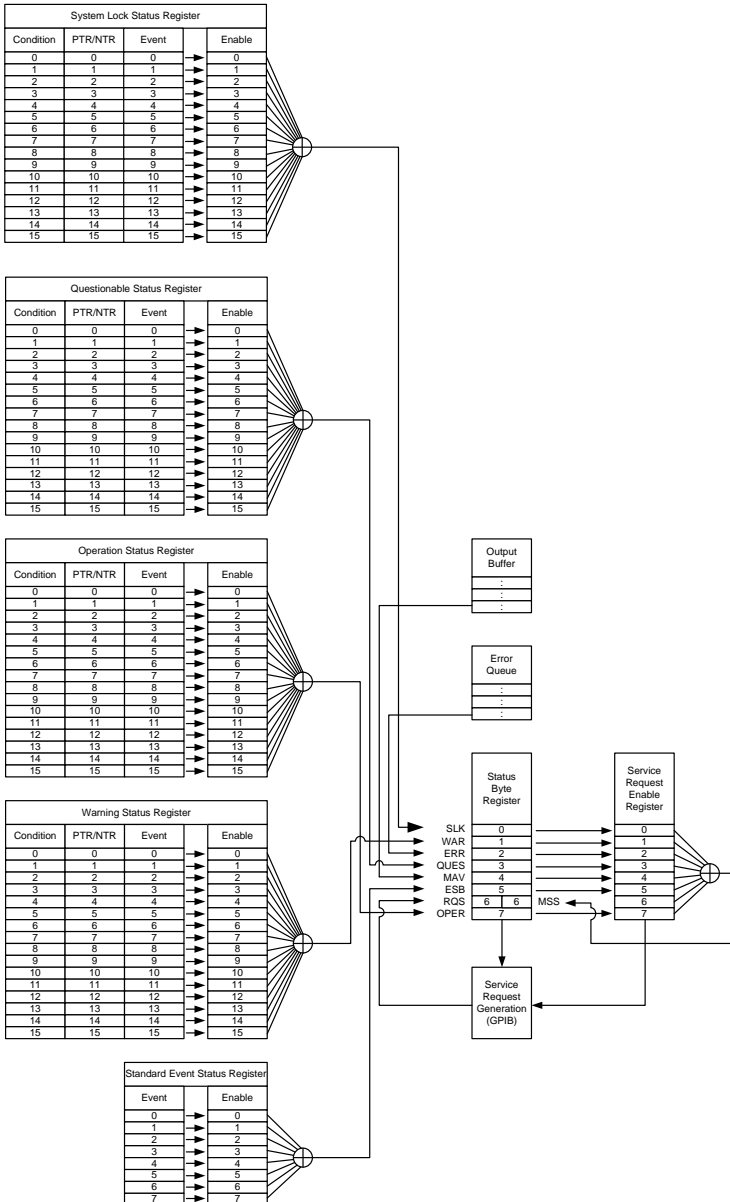 System Lock Status Register
Condition PTR/NTR Event Enable
0 0 0 0
1 1 1 1
2 2 2 2
3 3 3 3
4 4 4 4
5 5 5 5
6 6 6 6
7 7 7 7
8 8 8 8
9 9 9 9
10 10 10 10
11 11 11 11
12 12 12 12
13 13 13 13
14 14 14 14
15 15 15 15
Questionable Status Register
Condition PTR/NTR Event Enable
0 0 0 0
1 1 1 1
2 2 2 2
3 3 3 3
4 4 4 4
5 5 5 5
6 6 6 6
7 7 7 7
8 8 8 8
9 9 9 9
10 10 10 10
11 11 11 11
12 12 12 12
13 13 13 13
14 14 14 14
15 15 15 15
Operation Status Register
Condition PTR/NTR Event Enable
0 0 0 0
1 1 1 1
2 2 2 2
3 3 3 3
4 4 4 4
5 5 5 5
6 6 6 6
7 7 7 7
8 8 8 8
9 9 9 9
10 10 10 10
11 11 11 11
12 12 12 12
13 13 13 13
14 14 14 14
15 15 15 15
Output
Buffer
:
:
:
Error
Queue
:
:
:
Warning Status Register
Condition PTR/NTR Event Enable
0 0 0 0
1 1 1 1
2 2 2 2
3 3 3 3
4 4 4 4
5 5 5 5
6 6 6 6
7 7 7 7
8 8 8 8
9 9 9 9
10 10 10 10
11 11 11 11
12 12 12 12
13 13 13 13
14 14 14 14
15 15 15 15
Status
Byte
Register
Service
Request
Enable
Register
SLK 0 0
WAR 1 1
ERR 2 2
QUES 3 3
MAV 4 4
ESB 5 5
RQS 6 6 MSS 6
OPER 7 7
Service
Request
Generation
(GPIB)
Standard Event Status Register
Event Enable
0 0
1 1
2 2
3 3
4 4
5 5
6 6
7 7